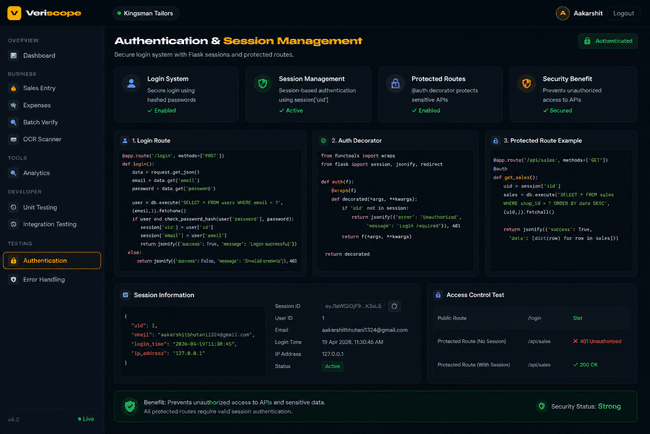 Veriscope
Kingsman Tailors
A
Aakarshit
Logout
OVERVIEW
Dashboard
BUSINESS
Sales Entry
Expenses
Batch Verify
OCR Scanner
TOOLS
Analytics
DEVELOPER
Unit Testing
Integration Testing
TESTING
Authentication
Error Handling
v4.0
Live
Authentication & Session Management
Secure login system with Flask sessions and protected routes.
Authenticated
Login System
Secure login using
hashed passwords
✓ Enabled
Session Management
Session-based authentication
using session['uid']
✓ Active
Protected Routes
@auth decorator protects
sensitive APIs
✓ Enabled
Security Benefit
Prevents unauthorized
access to APIs
✓ Secured
1. Login Route
@app.route('/login', methods=['POST'])
def login():
data = request.get_json()
email = data.get('email')
password = data.get('password')
user = db.execute('SELECT * FROM users WHERE email = ?',
(email,)).fetchone()
if user and check_password_hash(user['password'], password):
session['uid'] = user['id']
session['email'] = user['email']
return jsonify({'success': True, 'message': 'Login successful'})
else:
return jsonify({'success': False, 'message': 'Invalid credentials'}), 401
2. Auth Decorator
from functools import wraps
from flask import session, jsonify, redirect
def auth(f):
@wraps(f)
def decorated(*args, **kwargs):
if 'uid' not in session:
return jsonify({'error': 'Unauthorized',
'message': 'Login required'}), 401
return f(*args, **kwargs)
return decorated
3. Protected Route Example
@app.route('/api/sales', methods=['GET'])
@auth
def get_sales():
uid = session['uid']
sales = db.execute('SELECT * FROM sales
WHERE shop_id = ? ORDER BY date DESC',
(uid,)).fetchall()
return jsonify({'success': True,
'data': [dict(row) for row in sales]})
Session Information
{
"uid": 1,
"email": "aakarshitbhutani1324@gmail.com",
"login_time": "2026-04-19T11:30:45",
"ip_address": "127.0.0.1"
}
Session ID
User ID 1
Email aakarshitbhutani1324@gmail.com
Login Time 19 Apr 2026, 11:30:45 AM
IP Address 127.0.0.1
Status Active
Access Control Test
Public Route /login Stist
Protected Route (No Session) /api/sales ✕ 401 Unauthorized
Protected Route (With Session) /api/sales ✓ 200 OK
Benefit: Prevents unauthorized access to APIs and sensitive data.
All protected routes require valid session authentication.
Security Status: Strong